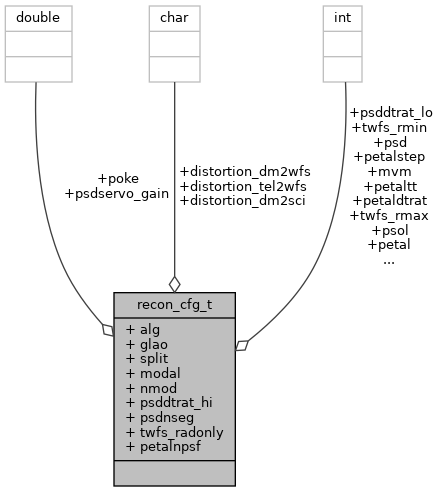 double
char
int
+poke
+psdservo_gain
+distortion_dm2wfs
+distortion_tel2wfs
+distortion_dm2sci
+psddtrat_lo
+twfs_rmin
+psd
+petalstep
+mvm
+petaltt
+petaldtrat
+twfs_rmax
+psol
+petal
...
recon_cfg_t
+ alg
+ glao
+ split
+ modal
+ nmod
+ psddtrat_hi
+ psdnseg
+ twfs_radonly
+ petalnpsf